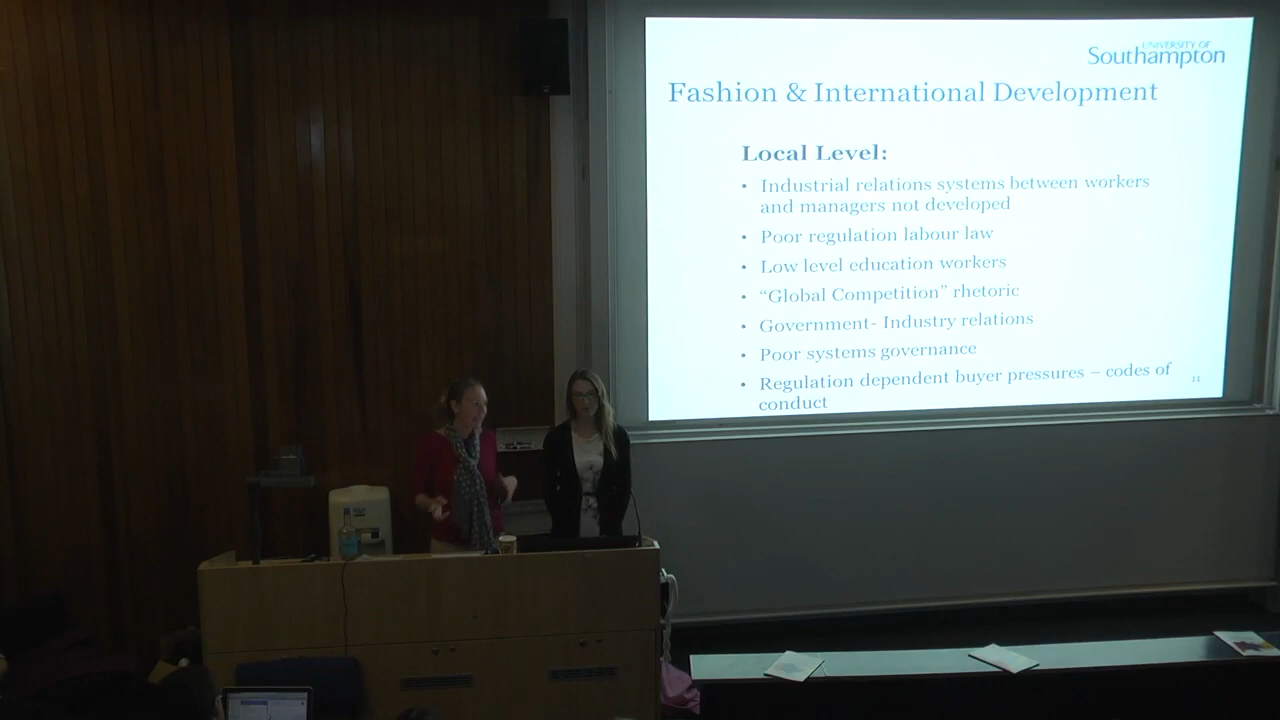 UNIVERSITY OF
Southampton
Fashion & International Development
Local Level:
• Industrial relations systems between workers
and managers not developed
• Poor regulation labour law
• Low level education workers
• “Global Competition” rhetoric
• Government- Industry relations
• Poor systems governance
• Regulation dependent buyer pressures – codes of
conduct